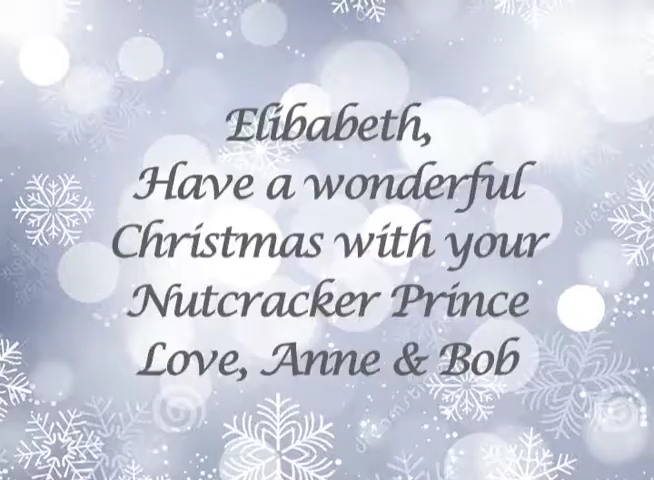 Elibabeth,
Have a wonderful
Christmas with your
Nutcracker Prince
Love, Anne & Bob